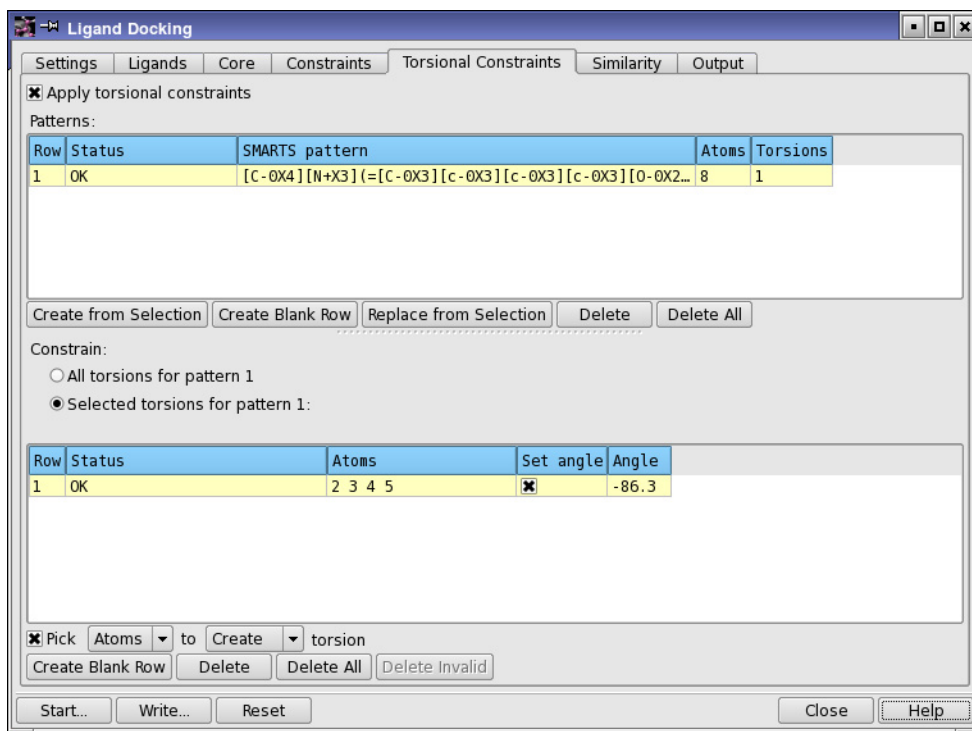 Ligand Docking
Settings Ligands Core Constraints Torsional Constraints Similarity Output
Apply torsional constraints
Patterns:
Row Status SMARTS pattern Atoms Torsions
1 OK [C-0X4][N+X3](=[C-0X3][c-0X3][c-0X3][c-0X3][O-0X2... 8 1
Create from Selection Create Blank Row Replace from Selection Delete Delete All
Constrain:
All torsions for pattern 1
Selected torsions for pattern 1:
Row Status Atoms Set angle Angle
1 OK 2 3 4 5 -86.3
Pick Atoms to Create torsion
Create Blank Row Delete Delete All Delete Invalid
Start... Write... Reset Close Help